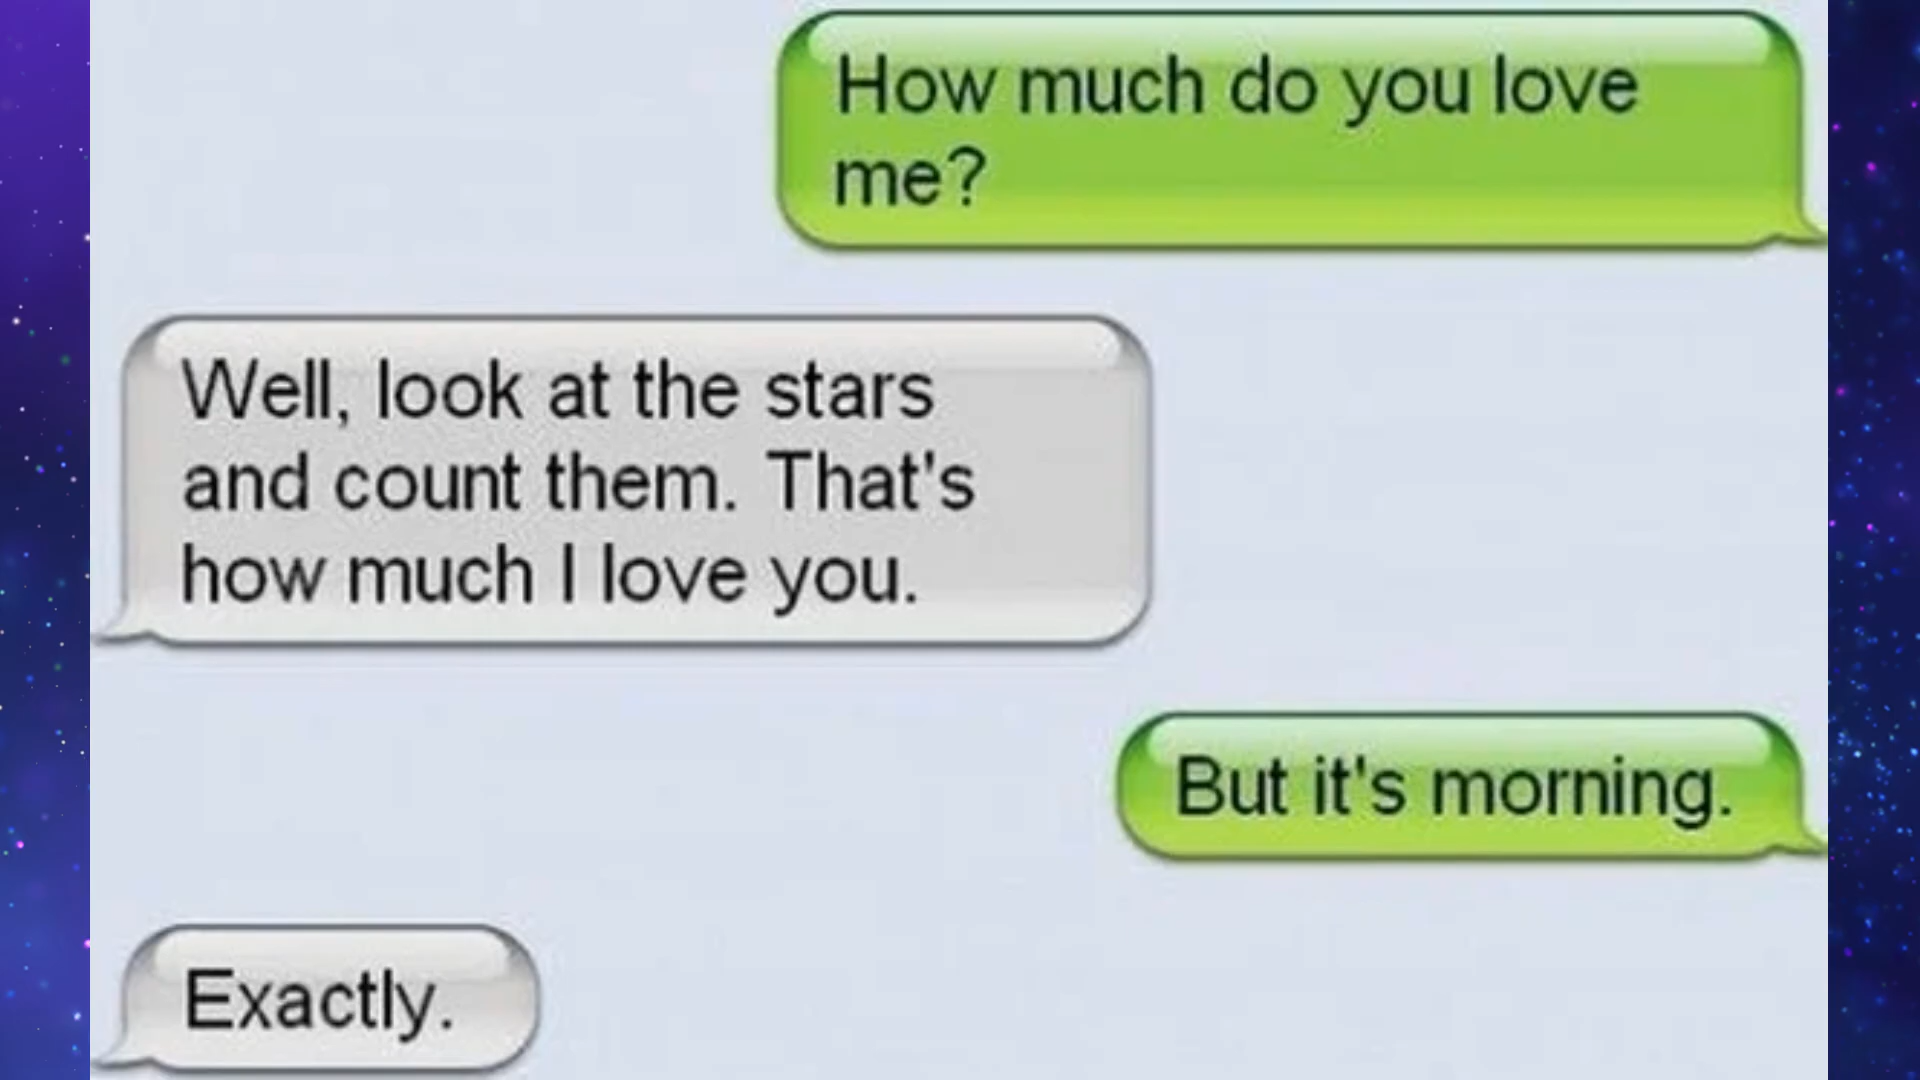 How much do you love
me?
Well, look at the stars
and count them. That's
how much I love you.
But it's morning.
Exactly.